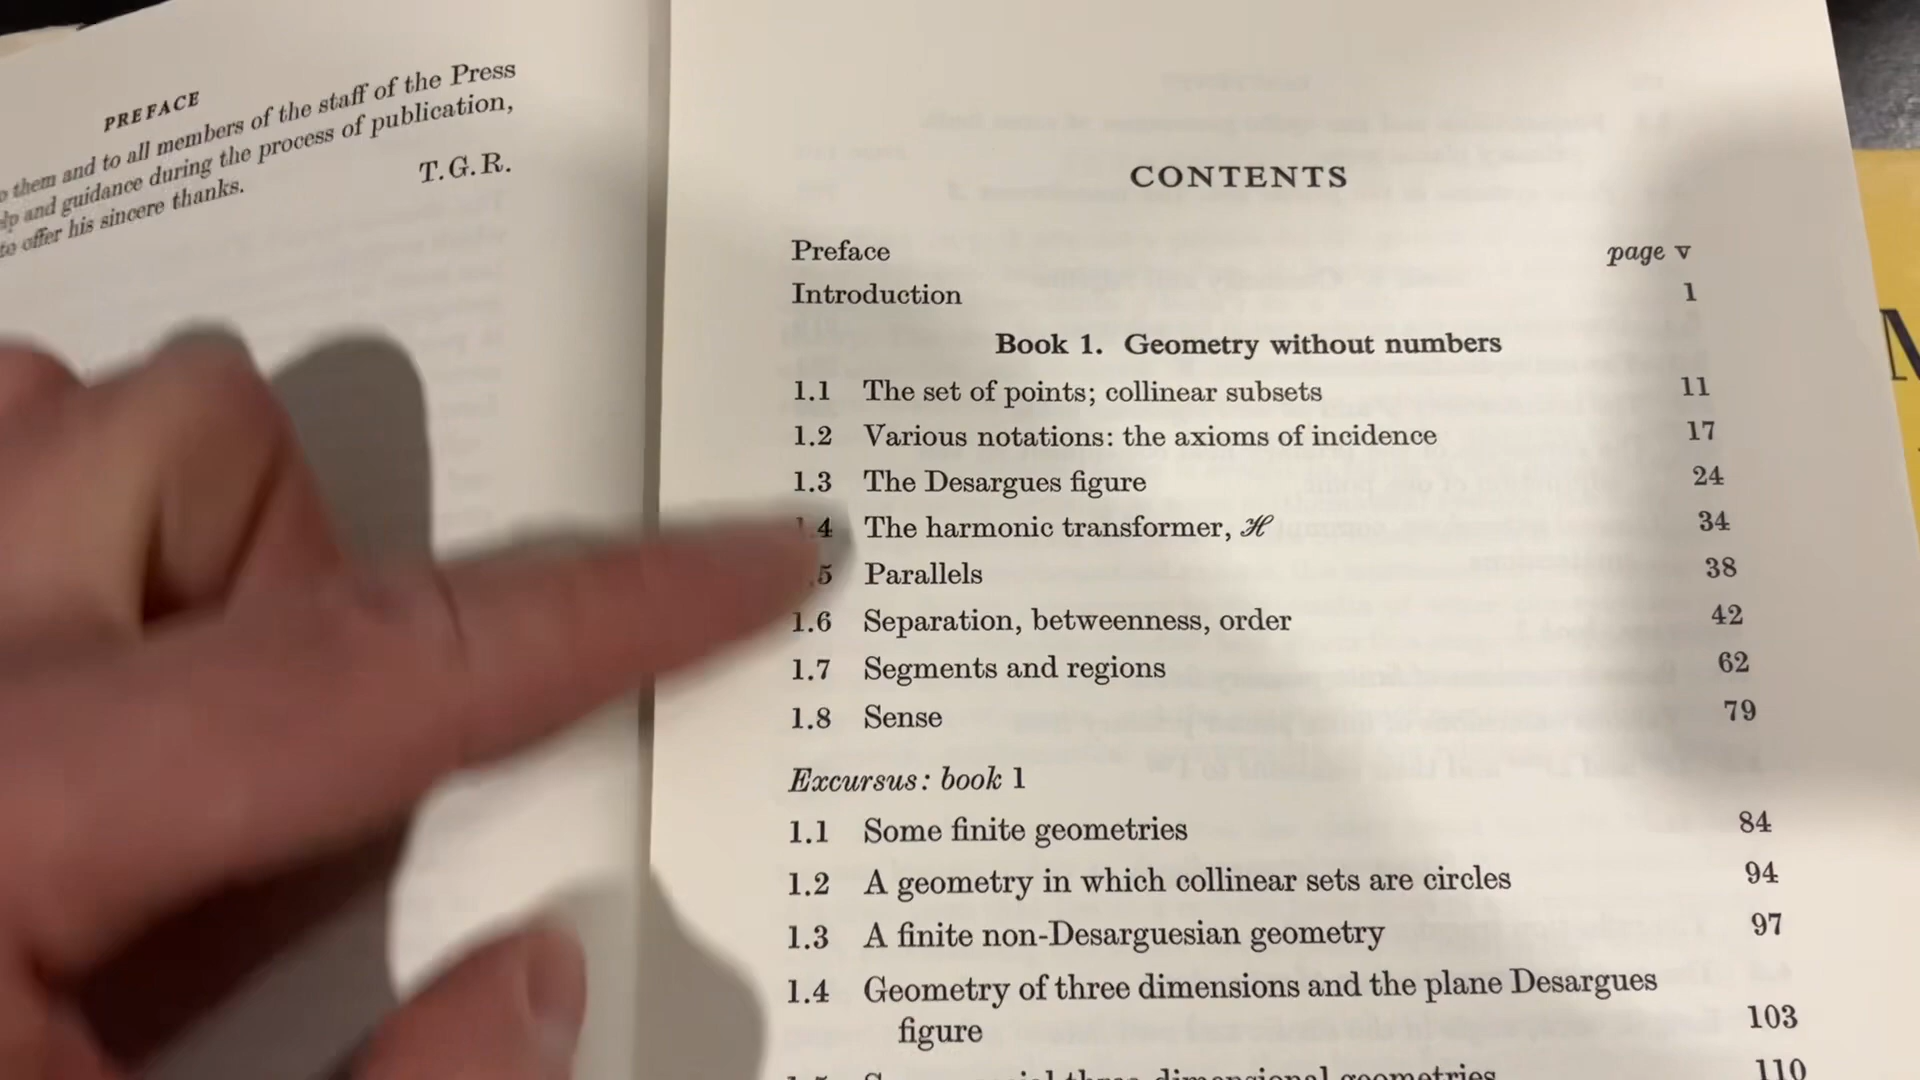 PREFACE
them and to all members of the staff of the Press
and guidance during the process of publication,
to offer his sincere thanks.
T.G.R.
CONTENTS
Preface page v
Introduction 1
Book 1. Geometry without numbers
1.1 The set of points; collinear subsets 11
1.2 Various notations: the axioms of incidence 17
1.3 The Desargues figure 24
.4 The harmonic transformer, ℋ 34
.5 Parallels 38
1.6 Separation, betweenness, order 42
1.7 Segments and regions 62
1.8 Sense 79
Excursus: book 1
1.1 Some finite geometries 84
1.2 A geometry in which collinear sets are circles 94
1.3 A finite non-Desarguesian geometry 97
1.4 Geometry of three dimensions and the plane Desargues
figure 103
three-dimensional geometries 110